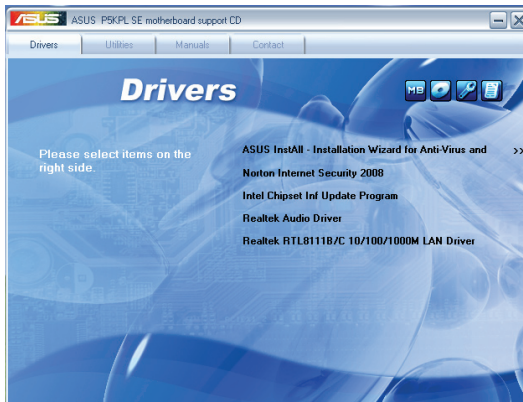 ASUS ASUS P5KPL SE motherboard support CD
Drivers Utilities Manuals Contact
Drivers
MB
Please select items on the
right side.
ASUS InstAll - Installation Wizard for Anti-Virus and >>
Norton Internet Security 2008
Intel Chipset Inf Update Program
Realtek Audio Driver
Realtek RTL8111B/C 10/100/1000M LAN Driver